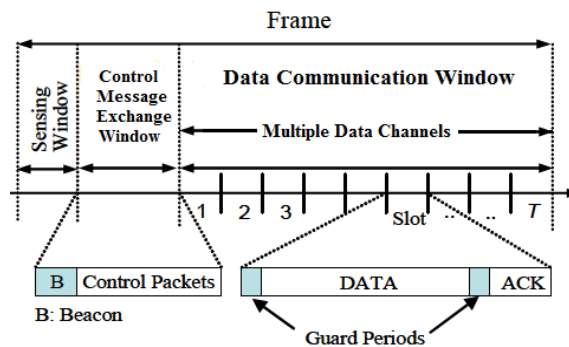 Frame
Sensing
Window
Control
Message
Exchange
Window
Data Communication Window
Multiple Data Channels
1 2 3 Slot .. .. T
B Control Packets
DATA ACK
B: Beacon
Guard Periods